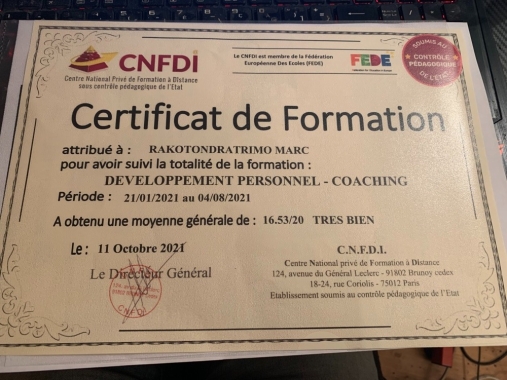 CNFDi
Centre National Privé de Formation à Distance
sous contrôle pédagogique de l'Etat
Le CNFDI est membre de la Fédération
Européenne Des Ecoles (FEDE)
FEDE
SOUMIS AU
CONTRÔLE
PÉDAGOGIQUE
DE L'ETAT
Certificat de Formation
attribué à : RAKOTONDRATRIMO MARC
pour avoir suivi la totalité de la formation :
DEVELOPPEMENT PERSONNEL - COACHING
Période : 21/01/2021 au 04/08/2021
A obtenu une moyenne générale de : 16.53/20 TRES BIEN
Le : 11 Octobre 2021
Le Directeur Général
C.N.F.D.I.
Centre National privé de Formation à Distance
124, avenue du Général Leclerc - 91802 Brunoy cedex
18-24, rue Coriolis - 75012 Paris
Etablissement soumis au contrôle pédagogique de l'Etat
CNFDI